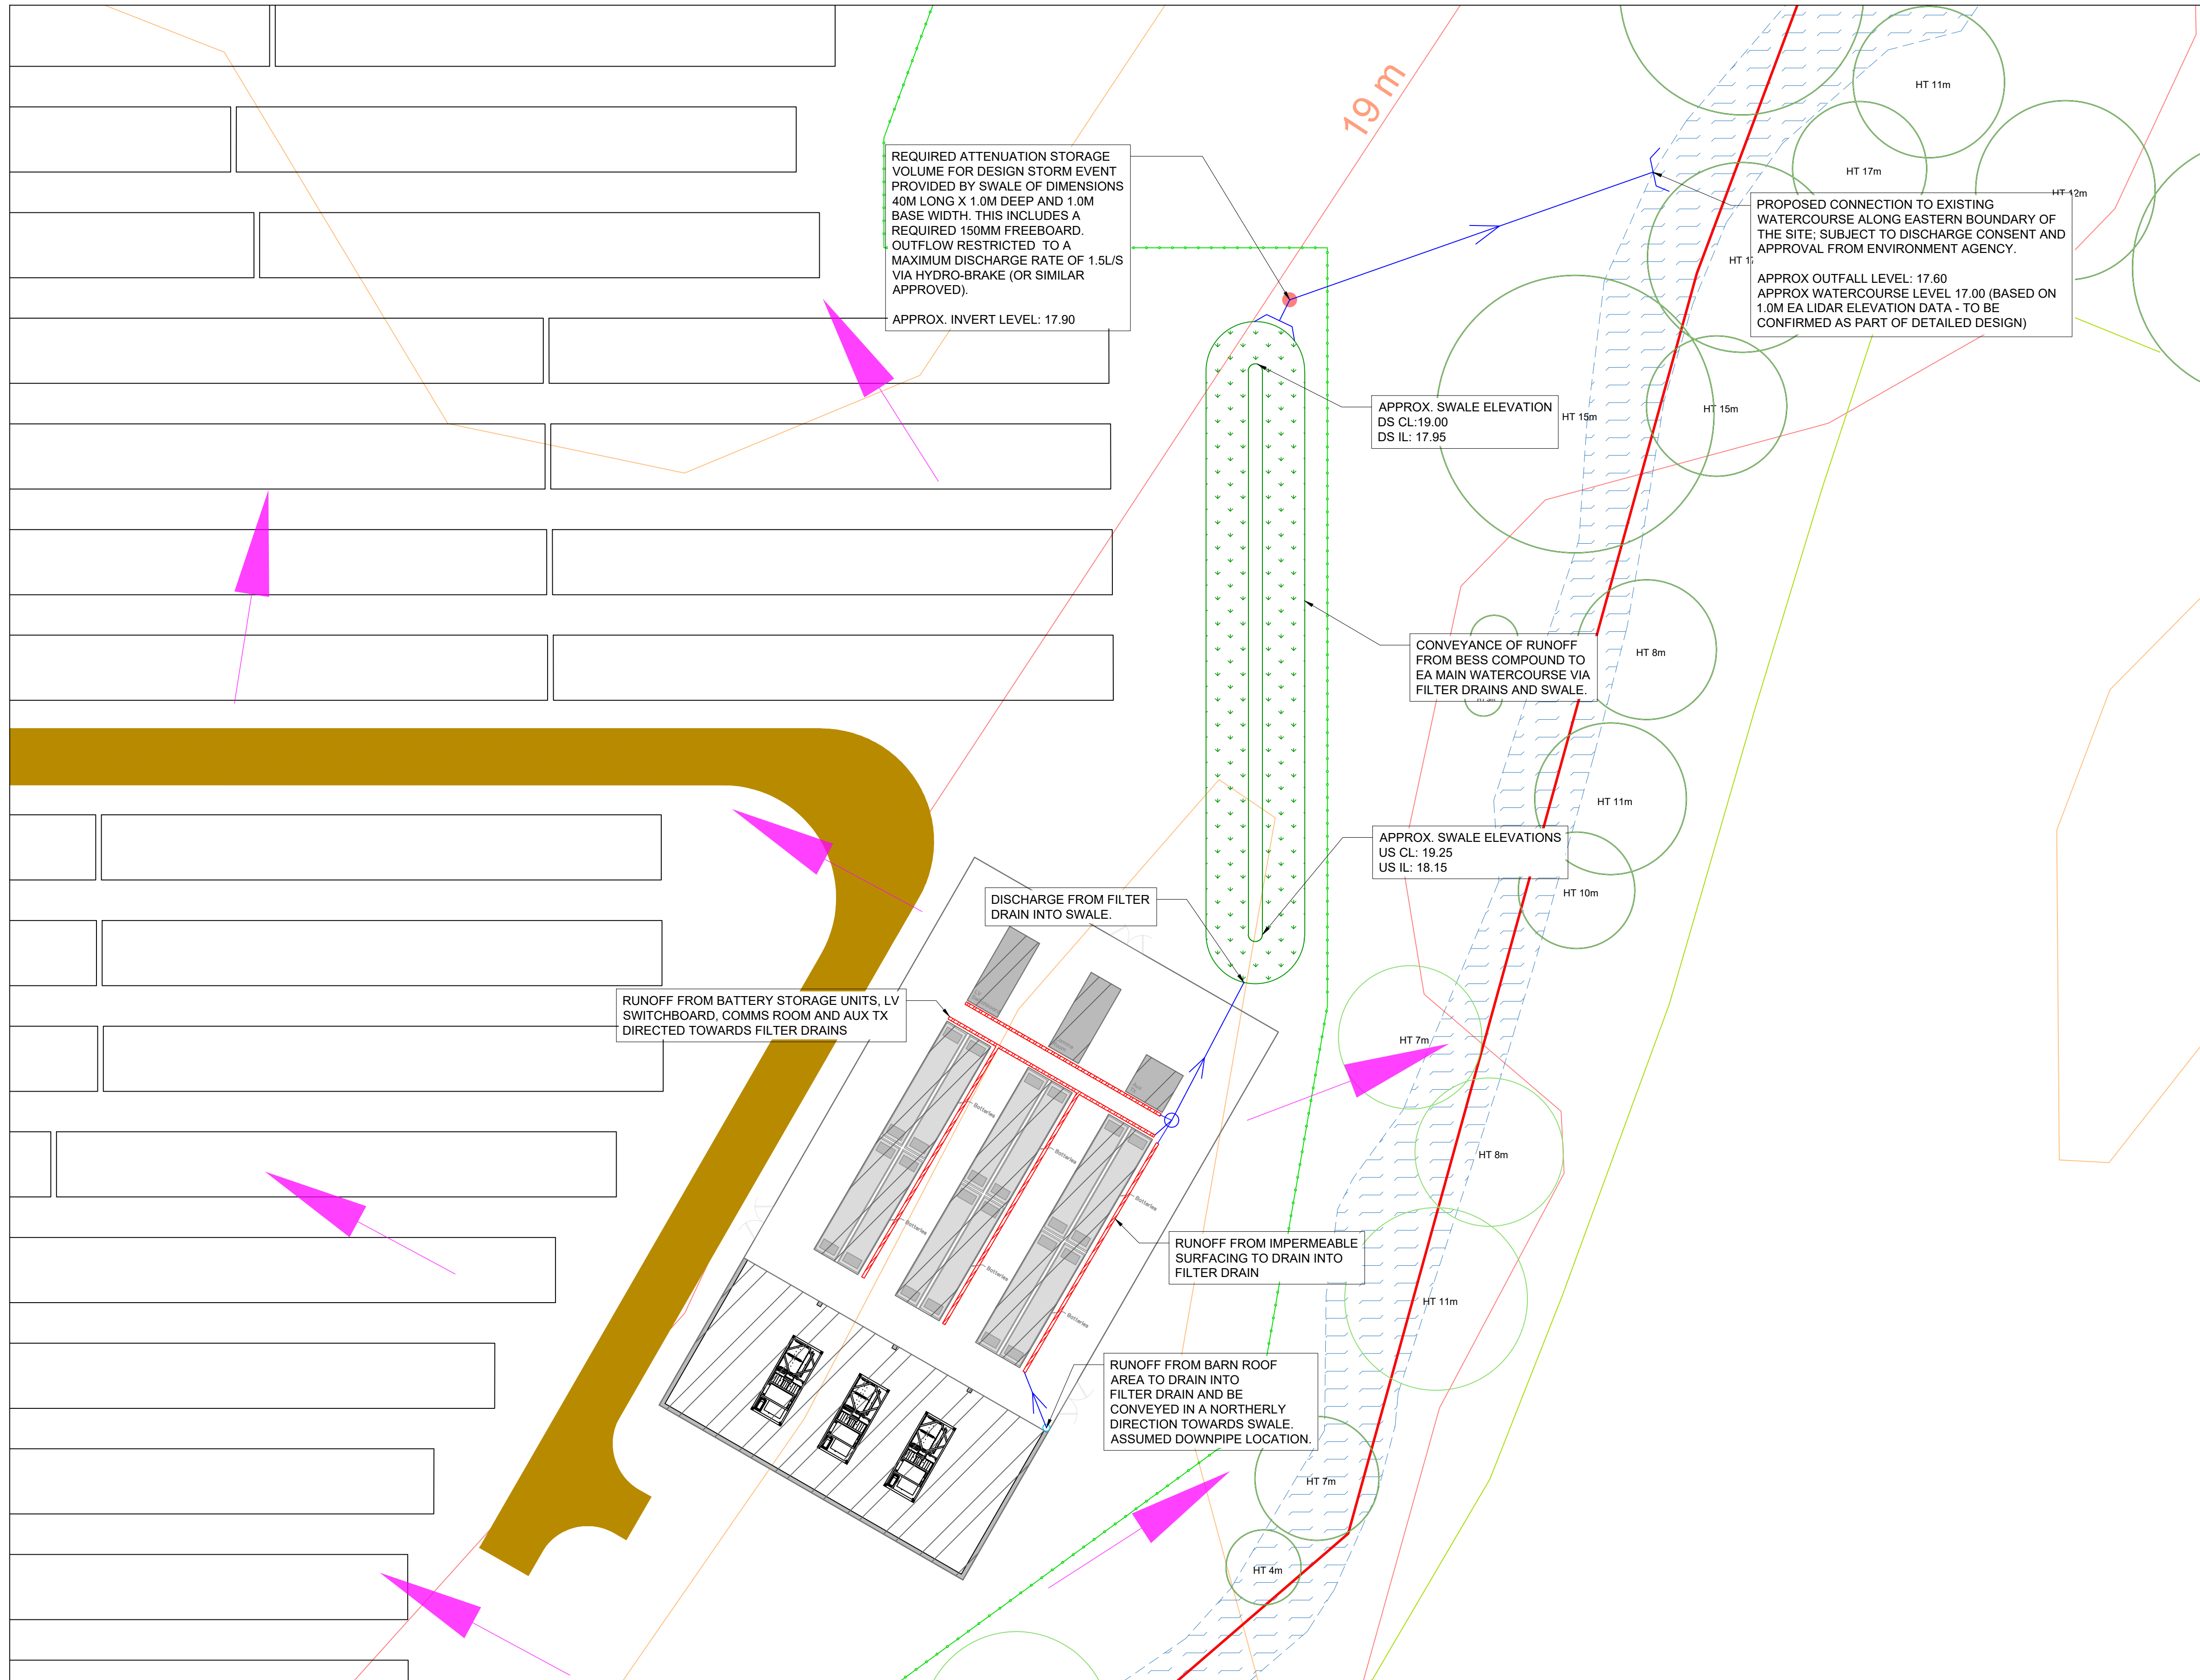 19 m
HT 11m
HT 17m
HT 12m
REQUIRED ATTENUATION STORAGE
VOLUME FOR DESIGN STORM EVENT
PROVIDED BY SWALE OF DIMENSIONS
40M LONG X 1.0M DEEP AND 1.0M
BASE WIDTH. THIS INCLUDES A
REQUIRED 150MM FREEBOARD.
OUTFLOW RESTRICTED TO A
MAXIMUM DISCHARGE RATE OF 1.5L/S
VIA HYDRO-BRAKE (OR SIMILAR
APPROVED).
APPROX. INVERT LEVEL: 17.90
PROPOSED CONNECTION TO EXISTING
WATERCOURSE ALONG EASTERN BOUNDARY OF
THE SITE; SUBJECT TO DISCHARGE CONSENT AND
APPROVAL FROM ENVIRONMENT AGENCY.
APPROX OUTFALL LEVEL: 17.60
APPROX WATERCOURSE LEVEL 17.00 (BASED ON
1.0M EA LIDAR ELEVATION DATA - TO BE
CONFIRMED AS PART OF DETAILED DESIGN)
APPROX. SWALE ELEVATION
DS CL:19.00
DS IL: 17.95
HT 15m
HT 15m
CONVEYANCE OF RUNOFF
FROM BESS COMPOUND TO
EA MAIN WATERCOURSE VIA
FILTER DRAINS AND SWALE.
HT 8m
HT 11m
APPROX. SWALE ELEVATIONS
US CL: 19.25
US IL: 18.15
HT 10m
DISCHARGE FROM FILTER
DRAIN INTO SWALE.
RUNOFF FROM BATTERY STORAGE UNITS, LV
SWITCHBOARD, COMMS ROOM AND AUX TX
DIRECTED TOWARDS FILTER DRAINS
HT 7m
Batteries
Batteries
Batteries
Batteries
Batteries
Batteries
HT 8m
RUNOFF FROM IMPERMEABLE
SURFACING TO DRAIN INTO
FILTER DRAIN
HT 11m
RUNOFF FROM BARN ROOF
AREA TO DRAIN INTO
FILTER DRAIN AND BE
CONVEYED IN A NORTHERLY
DIRECTION TOWARDS SWALE.
ASSUMED DOWNPIPE LOCATION.
HT 7m
HT 4m